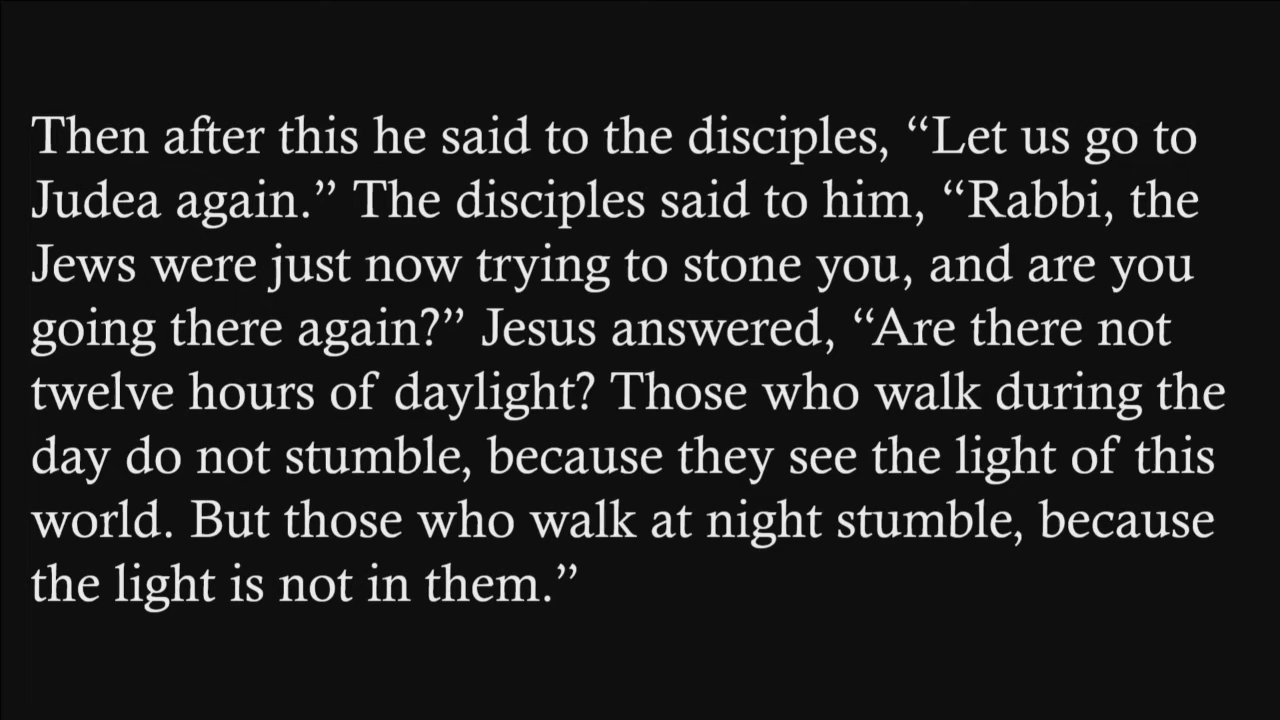 Then after this he said to the disciples, “Let us go to
Judea again.” The disciples said to him, “Rabbi, the
Jews were just now trying to stone you, and are you
going there again?” Jesus answered, “Are there not
twelve hours of daylight? Those who walk during the
day do not stumble, because they see the light of this
world. But those who walk at night stumble, because
the light is not in them.”